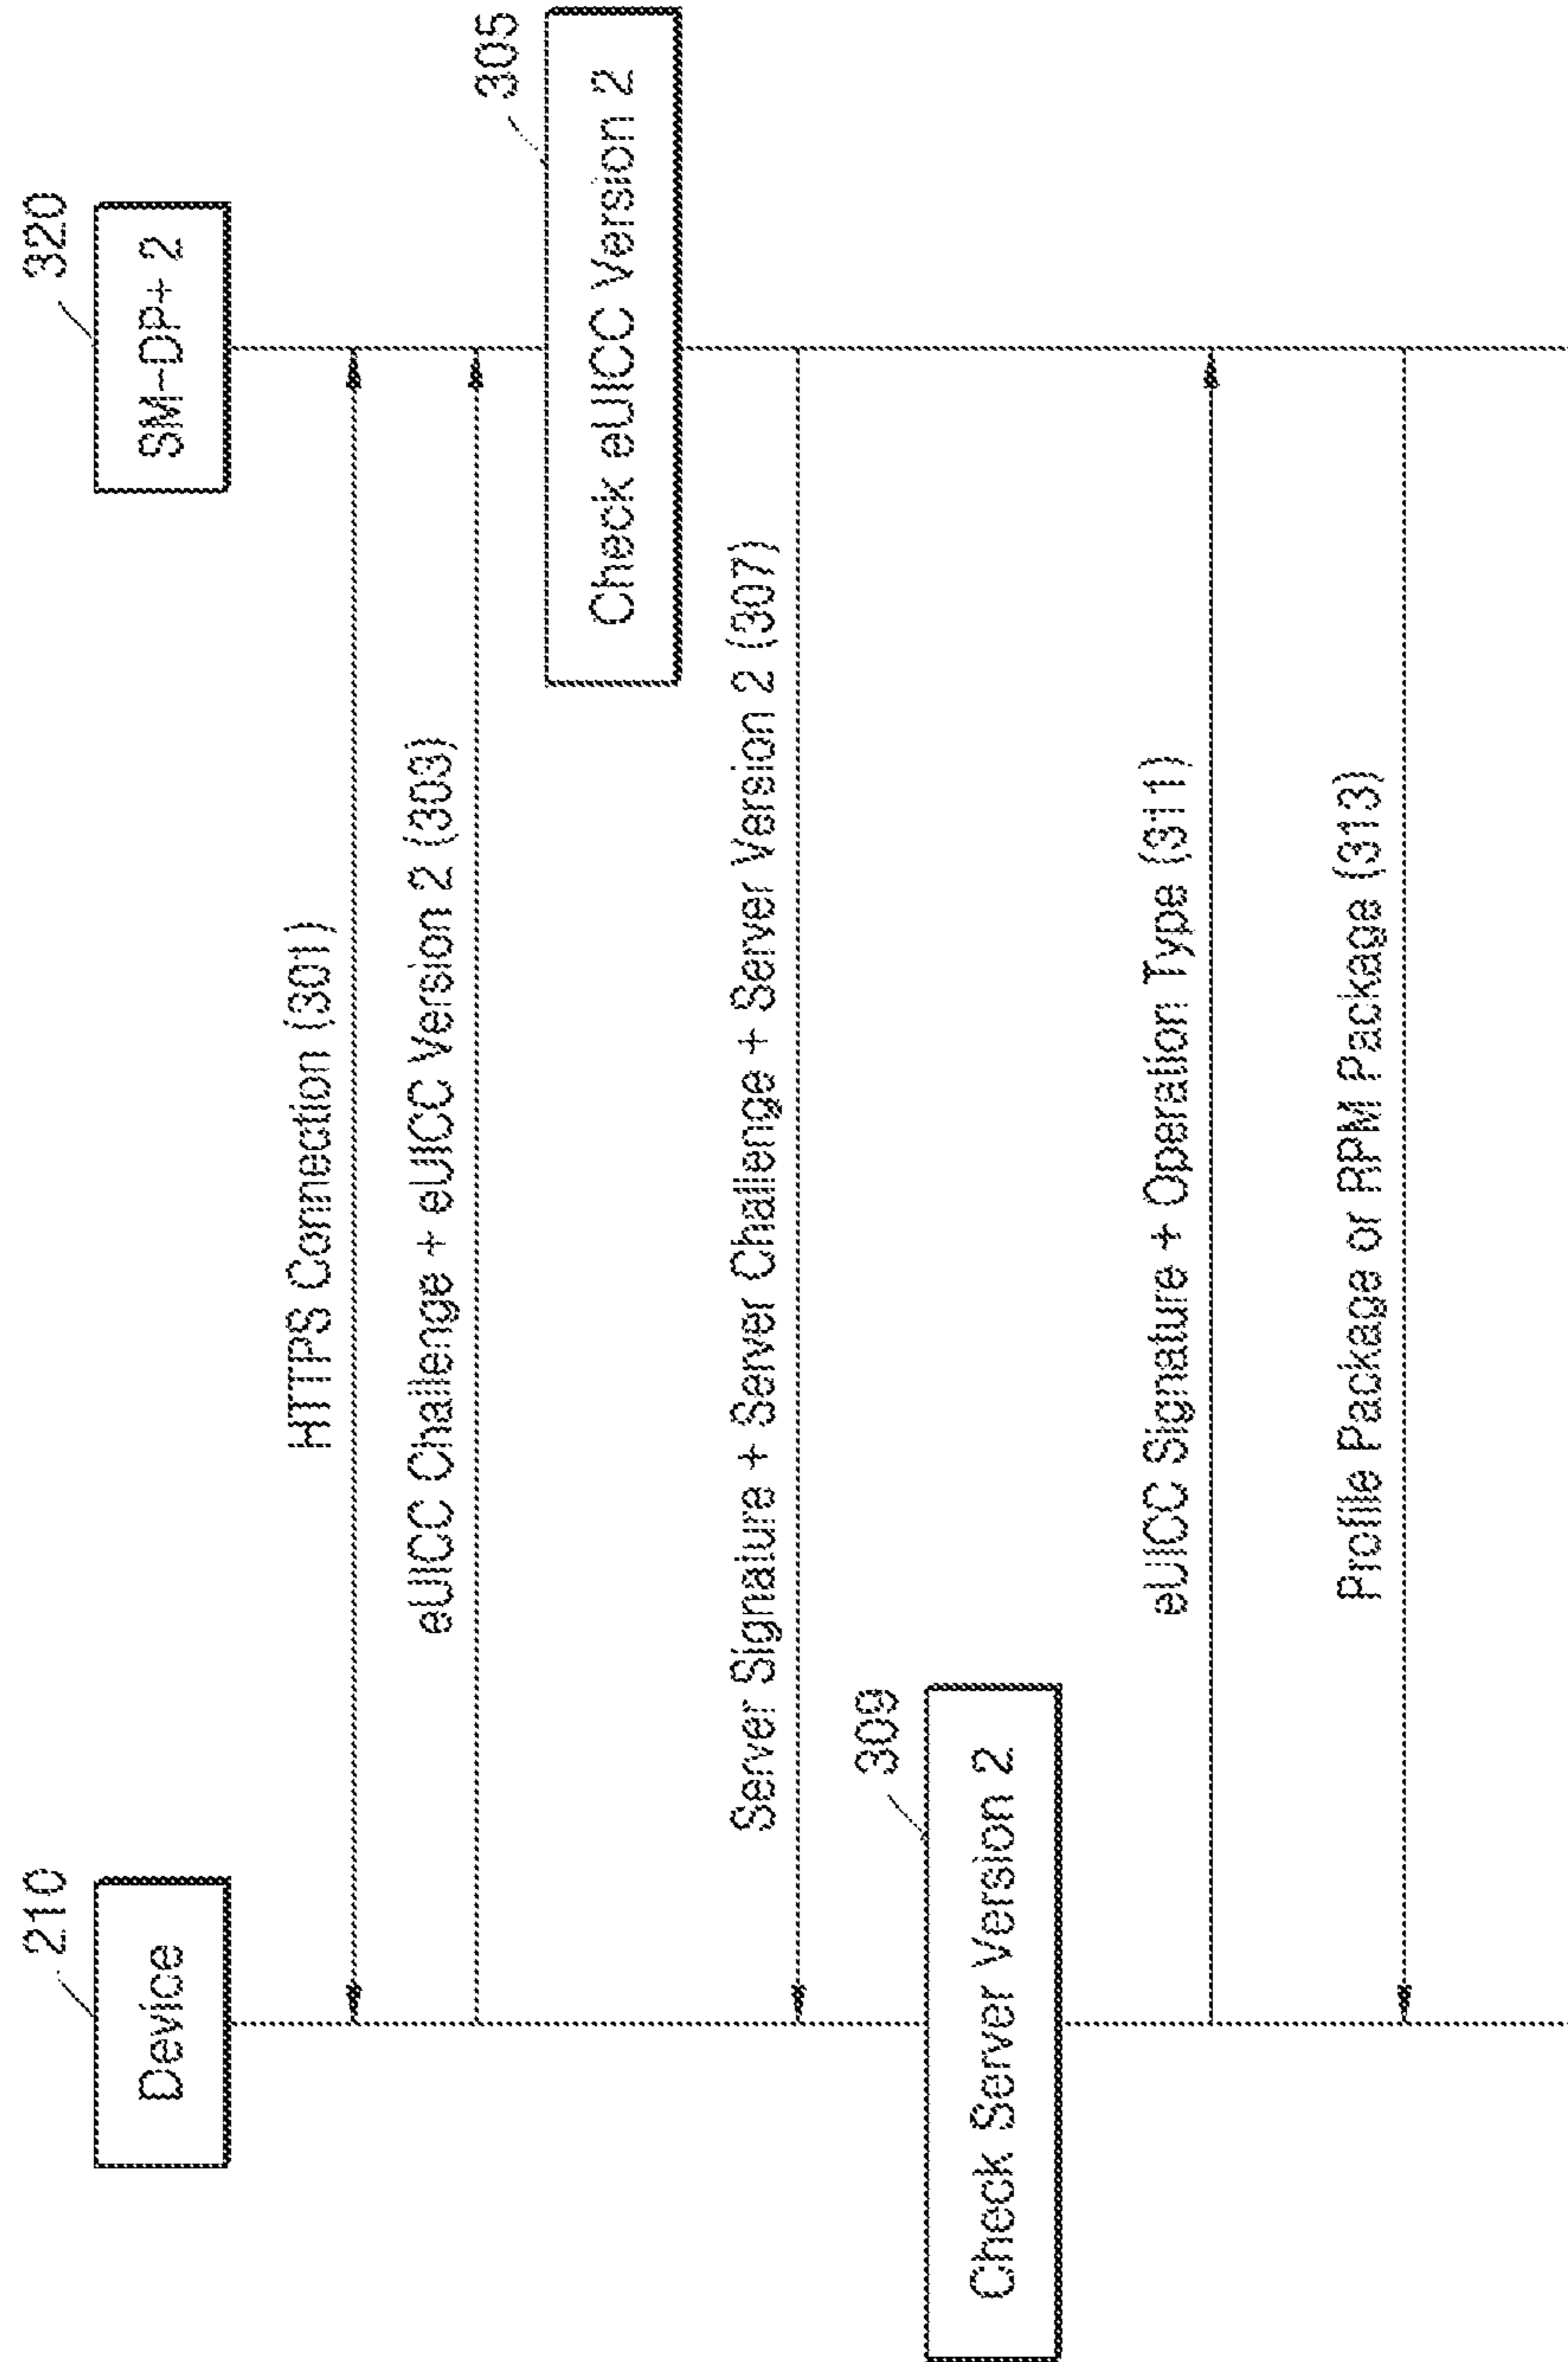 210
Device
320
SM-DP+ 2
HTTPS Connection (301)
eUICC Challenge + eUICC Version 2 (303)
305
Check eUICC Version 2
Server Signature + Server Challenge + Server Version 2 (307)
309
Check Server Version 2
eUICC Signature + Operation Type (311)
Profile Package or RPM Package (313)